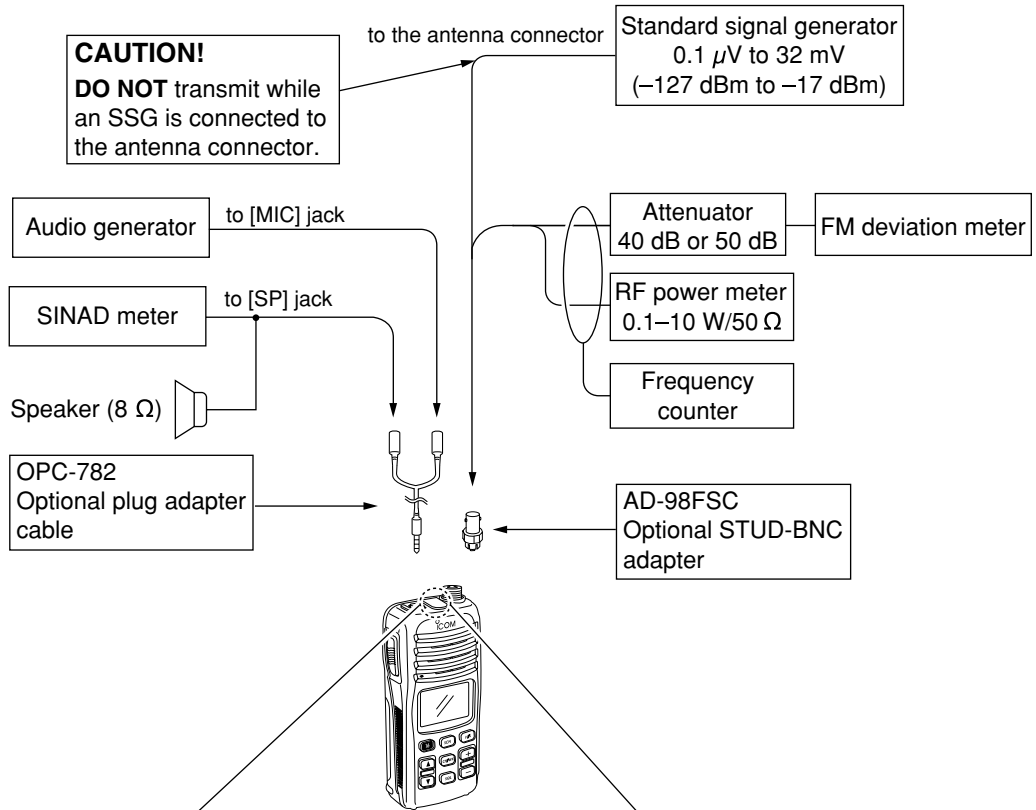 to the antenna connector
Standard signal generator
0.1 µV to 32 mV
(–127 dBm to –17 dBm)
CAUTION!
DO NOT transmit while
an SSG is connected to
the antenna connector.
Audio generator
to [MIC] jack
Attenuator
40 dB or 50 dB
FM deviation meter
SINAD meter
to [SP] jack
RF power meter
0.1–10 W/50 Ω
Speaker (8 Ω)
Frequency
counter
OPC-782
Optional plug adapter
cable
AD-98FSC
Optional STUD-BNC
adapter
ICOM